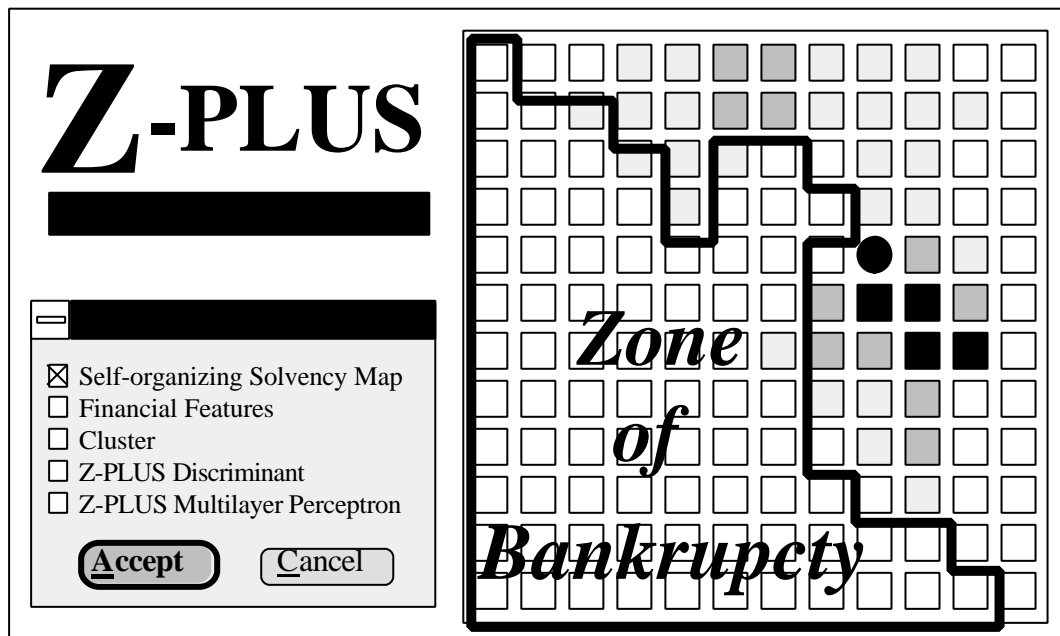 Z-PLUS
Self-organizing Solvency Map
Financial Features
Cluster
Z-PLUS Discriminant
Z-PLUS Multilayer Perceptron
Accept
Cancel
Zone
of
Bankrupcty